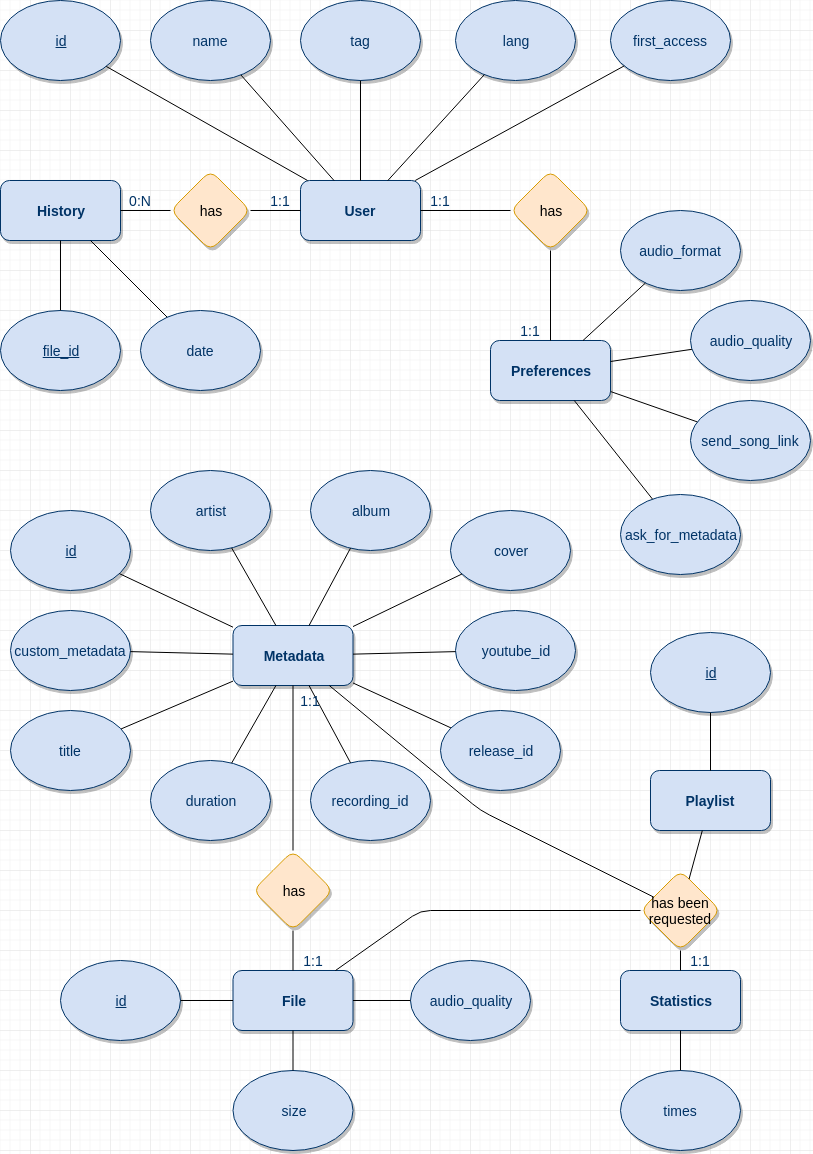 id
name
tag
lang
first_access
History
0:N
has
1:1
User
1:1
has
audio_format
file_id
date
1:1
audio_quality
Preferences
send_song_link
ask_for_metadata
artist
album
id
cover
custom_metadata
Metadata
youtube_id
id
1:1
title
release_id
duration
recording_id
Playlist
has
has been
requested
1:1
1:1
id
File
audio_quality
Statistics
size
times